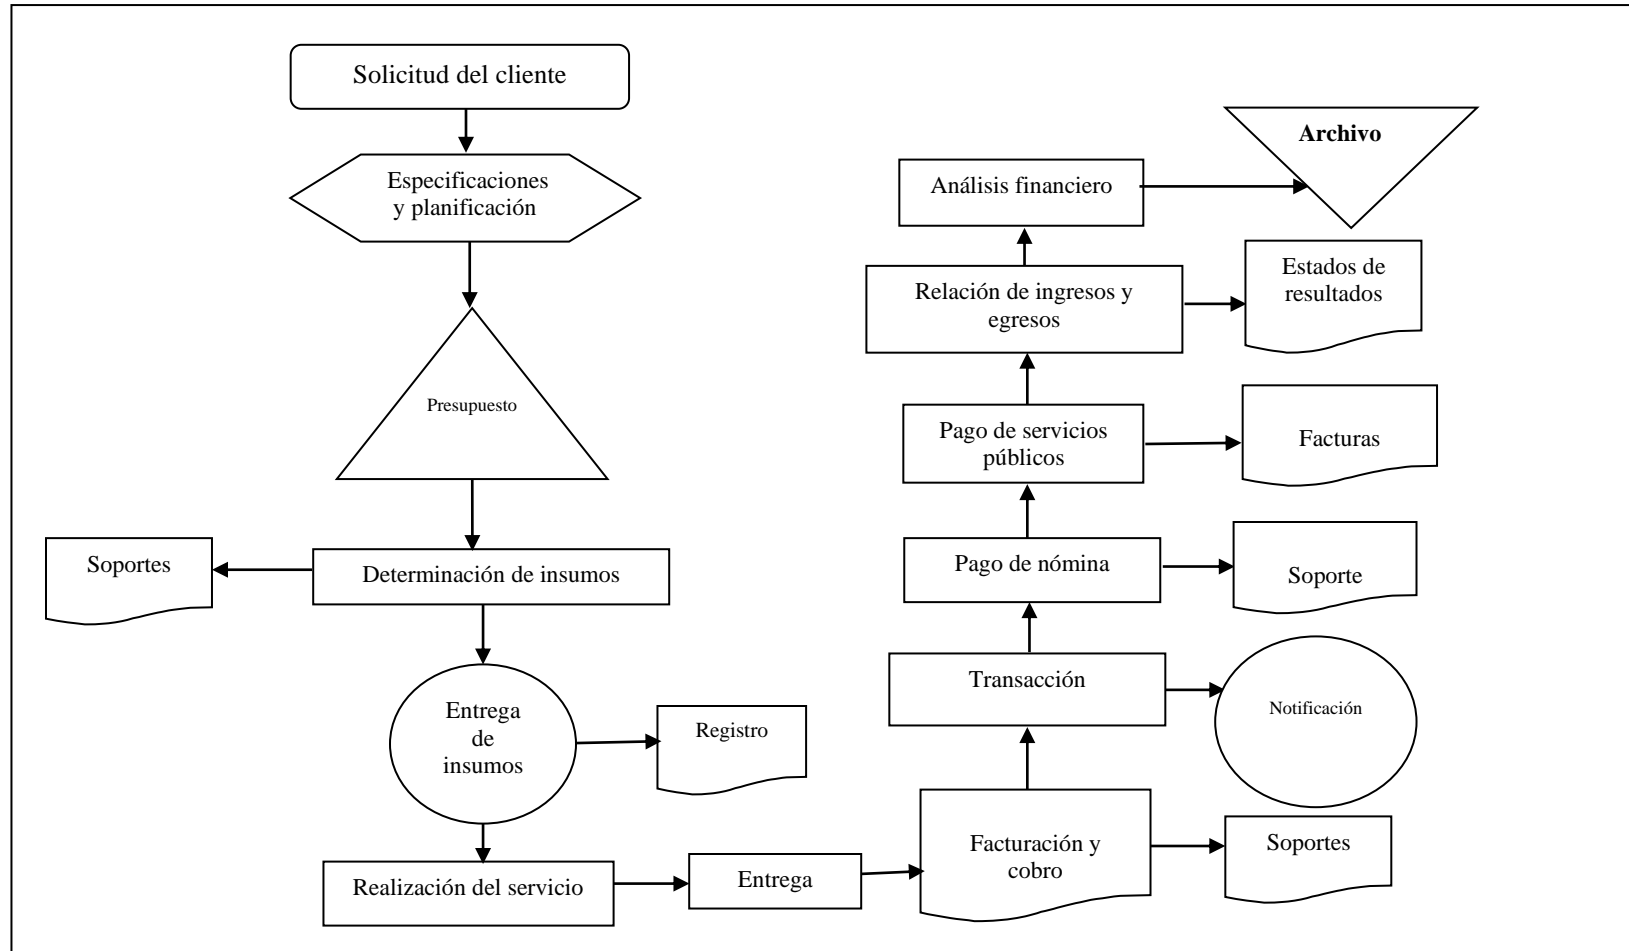 Solicitud del cliente
Especificaciones
y planificación
Presupuesto
Soportes
Determinación de insumos
Entrega
de
insumos
Registro
Realización del servicio
Entrega
Facturación y
cobro
Soportes
Transacción
Notificación
Pago de nómina
Soporte
Pago de servicios
públicos
Facturas
Relación de ingresos y
egresos
Estados de
resultados
Análisis financiero
Archivo